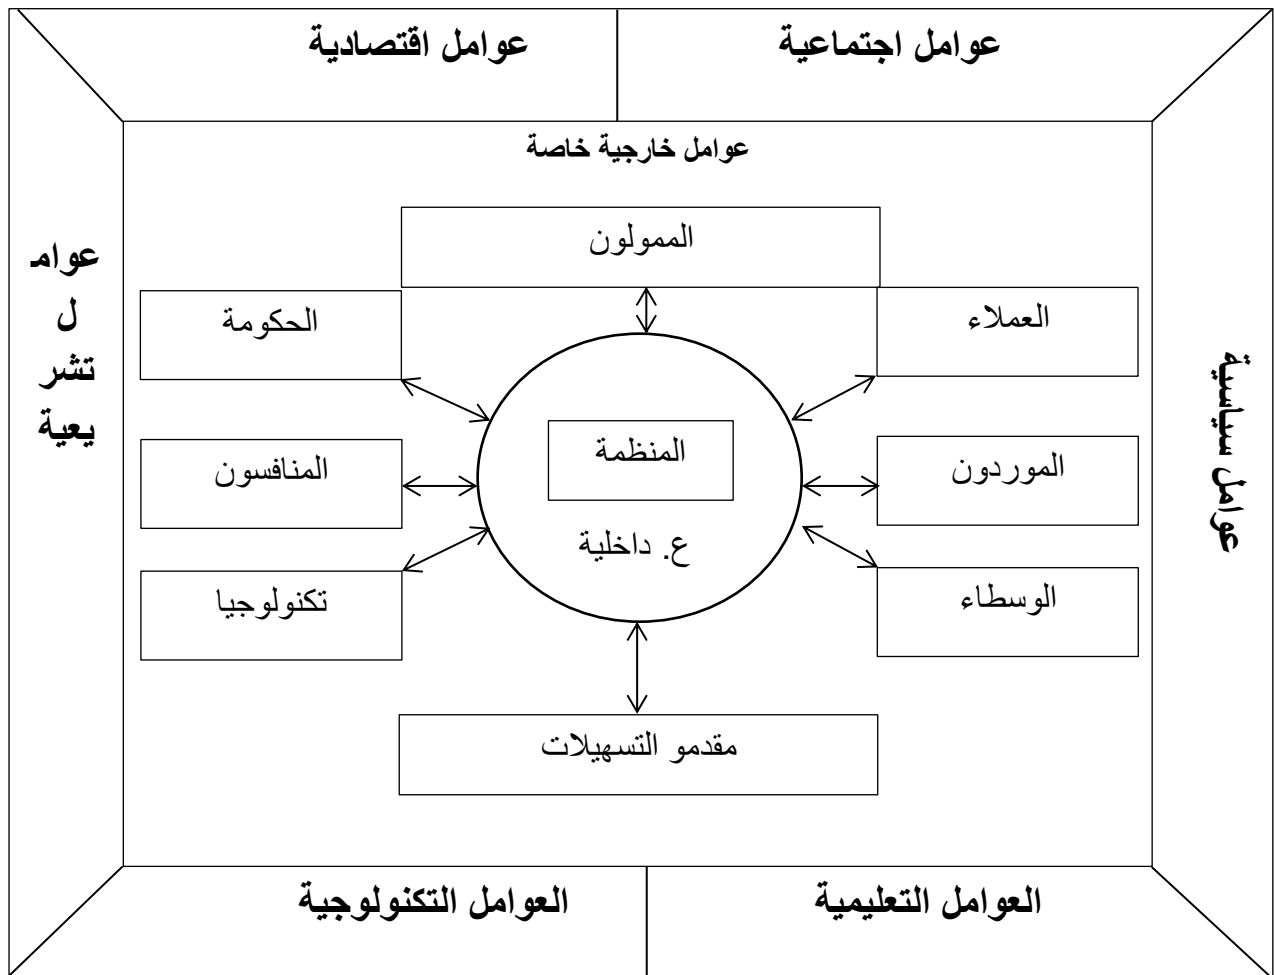 عوامل اجتماعية
عوامل اقتصادية
عوامل خارجية خاصة
الممولون
عوامـ
ل
تشر
يعية
العملاء
الحكومة
عوامل سياسية
المنظمة
الموردون
المنافسون
ع. داخلية
الوسطاء
تكنولوجيا
مقدمو التسهيلات
العوامل التعليمية
العوامل التكنولوجية